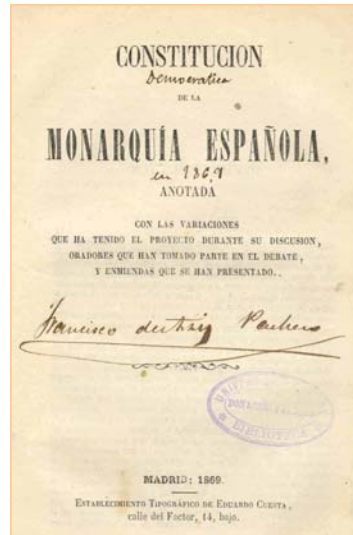 CONSTITUCION
Democratica
DE LA
MONARQUÍA ESPAÑOLA,
en 1869
ANOTADA
CON LAS VARIACIONES
QUE HA TENIDO EL PROYECTO DURANTE SU DISCUSION,
ORADORES QUE HAN TOMADO PARTE EN EL DEBATE,
Y ENMIENDAS QUE SE HAN PRESENTADO..
Francisco de Pacheco
BIBLIOTECA
MADRID: 1869.
ESTABLECIMIENTO TIPOGRÁFICO DE EDUARDO CUESTA,
calle del Factor, 14, bajo.